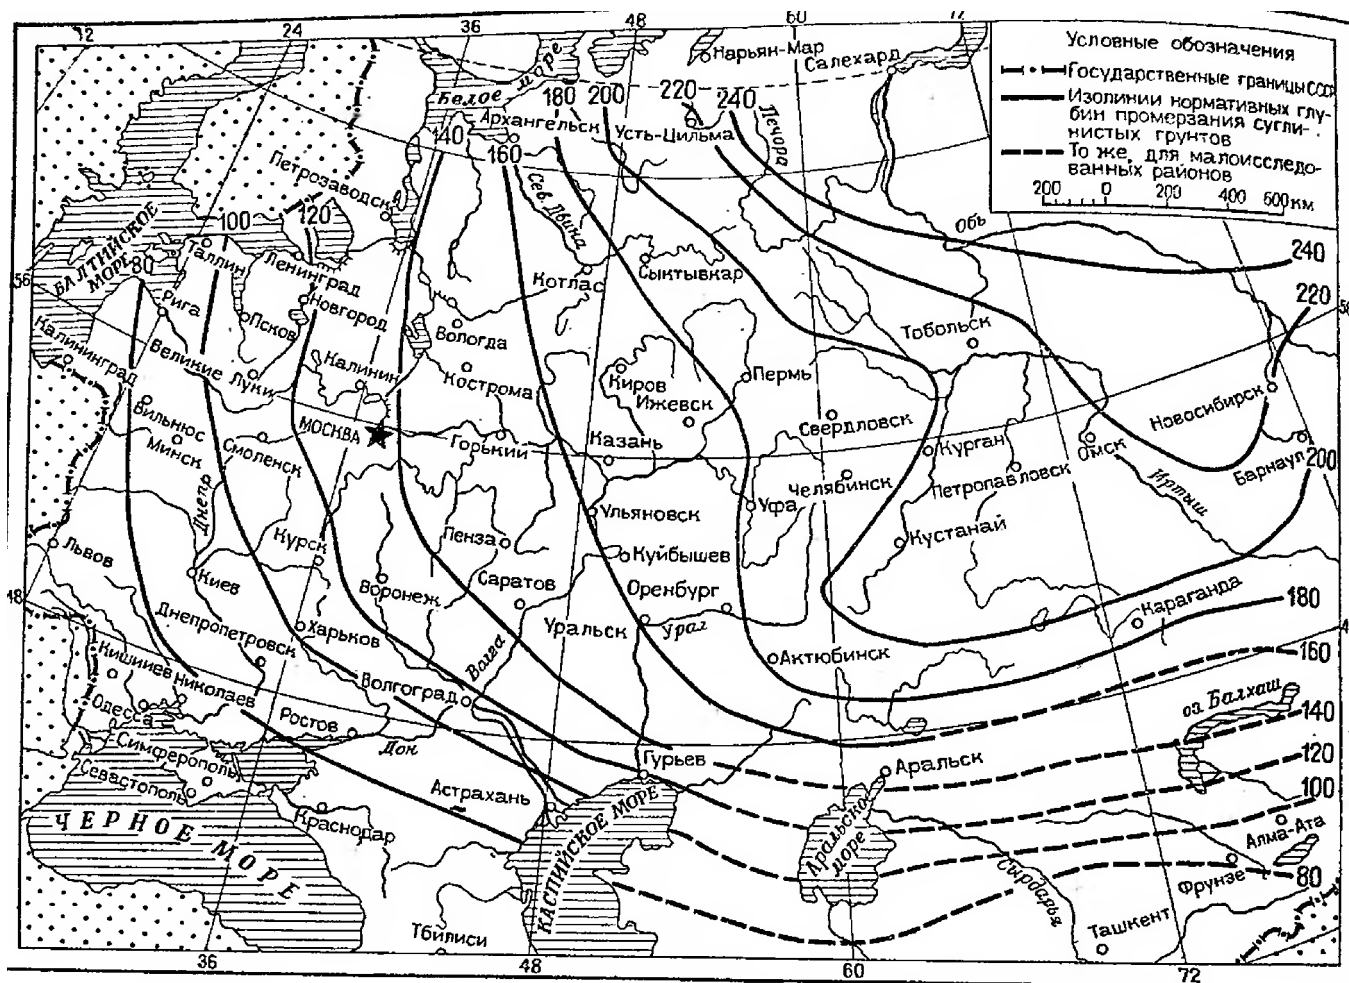 12
24
36
48
60
72
Условные обозначения
Государственные границы СССР
Изолинии нормативных глу-
бин промерзания сугли-
нистых грунтов
То же, для малоисследо-
ванных районов
200 0 200 400 600км
Нарьян-Мар
Салехард
Белое море
180
200
220
240
140
160
Архангельск
Усть-Цильма
Печора
Петрозаводск
Сев. Двина
100
120
БАЛТИЙСКОЕ
МОРЕ
80
Таллин
Ленинград
Обь
240
Котлас
Сыктывкар
56
Рига
Псков
Новгород
Вологда
Тобольск
220
Калининград
Великие Луки
Калинин
Кострома
Киров
Пермь
Ижевск
Вильнюс
Минск
Смоленск
МОСКВА
Горький
Казань
Свердловск
Курган
Омск
Новосибирск
Барнаул
200
Днепр
Челябинск
Петропавловск
Иртыш
Львов
Курск
Пенза
Ульяновск
Уфа
Кустанай
Киев
Воронеж
Саратов
Куйбышев
Оренбург
48
Днепропетровск
Харьков
Волга
Уральск
Урал
Караганда
180
Кишинев
Николаев
Волгоград
Актюбинск
160
Одесса
Ростов
Дон
оз. Балхаш
140
Симферополь
Гурьев
Аральск
120
Севастополь
Астрахань
100
Краснодар
ЧЕРНОЕ МОРЕ
КАСПИЙСКОЕ МОРЕ
Аральское
море
Сырдарья
Алма-Ата
Фрунзе
80
Тбилиси
Ташкент
36
48
60
72